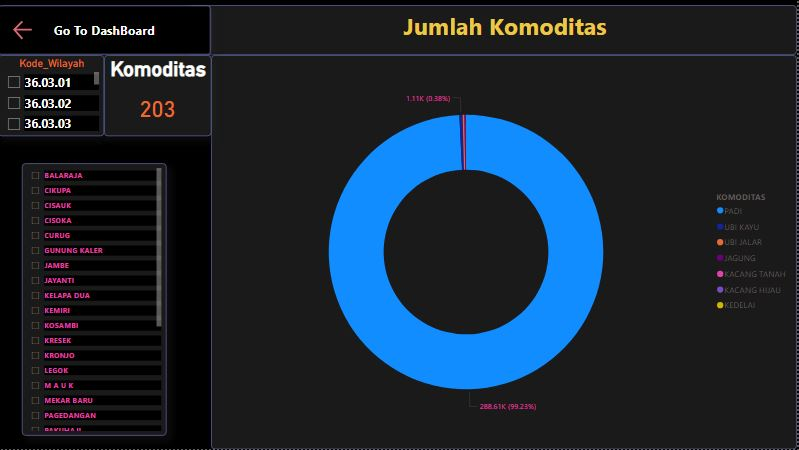 Go To DashBoard
Jumlah Komoditas
Kode_Wilayah
36.03.01
36.03.02
36.03.03
Komoditas
203
BALARAJA
CIKUPA
CISAUK
CISOKA
CURUG
GUNUNG KALER
JAMBE
JAYANTI
KELAPA DUA
KEMIRI
KOSAMBI
KRESEK
KRONJO
LEGOK
M A U K
MEKAR BARU
PAGEDANGAN
PAKUHAJI
1.11K (0.38%)
288.61K (99.23%)
KOMODITAS
PADI
UBI KAYU
UBI JALAR
JAGUNG
KACANG TANAH
KACANG HIJAU
KEDELAI